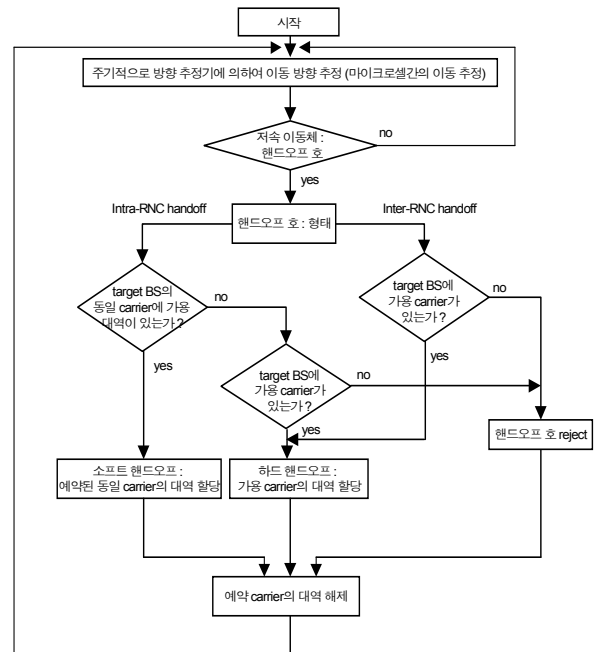 시작
주기적으로 방향 추정기에 의하여 이동 방향 추정 (마이크로셀간의 이동 추정)
저속 이동체 :
핸드오프 호
no
yes
Intra-RNC handoff
핸드오프 호 : 형태
Inter-RNC handoff
target BS의
동일 carrier에 가용
대역이 있는가 ?
no
yes
target BS에
가용 carrier가
있는가 ?
no
yes
target BS에
가용 carrier가
있는가 ?
no
yes
핸드오프 호 reject
소프트 핸드오프 :
예약된 동일 carrier의 대역 할당
하드 핸드오프 :
가용 carrier의 대역 할당
예약 carrier의 대역 해제